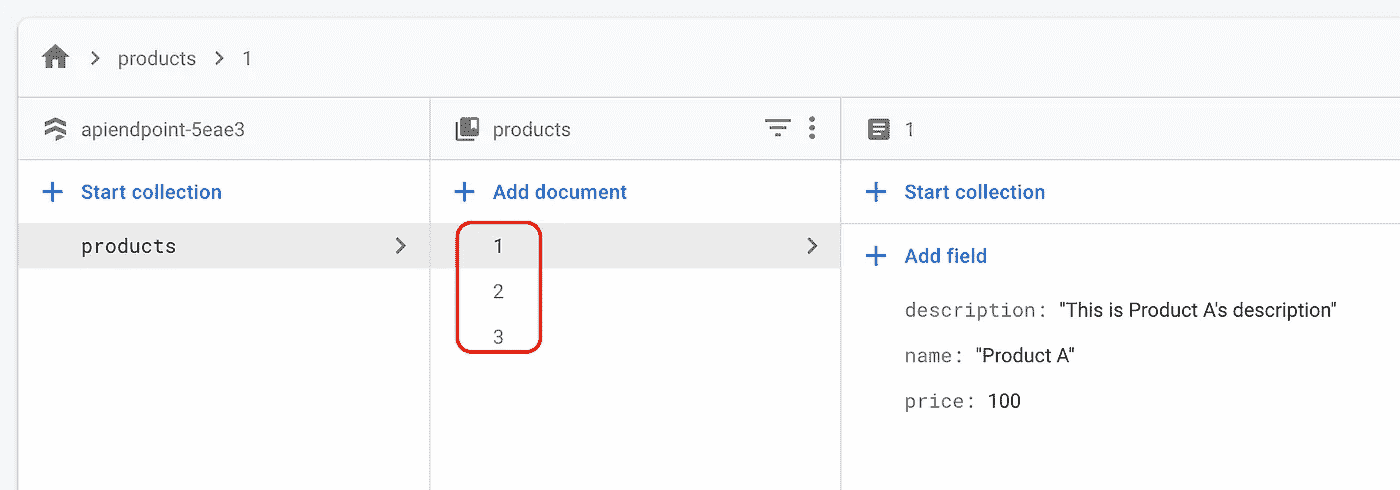 products 1
apiendpoint-5eae3
products
1
Start collection
Add document
Start collection
products
1
2
3
Add field
description: "This is Product A's description"
name: "Product A"
price: 100